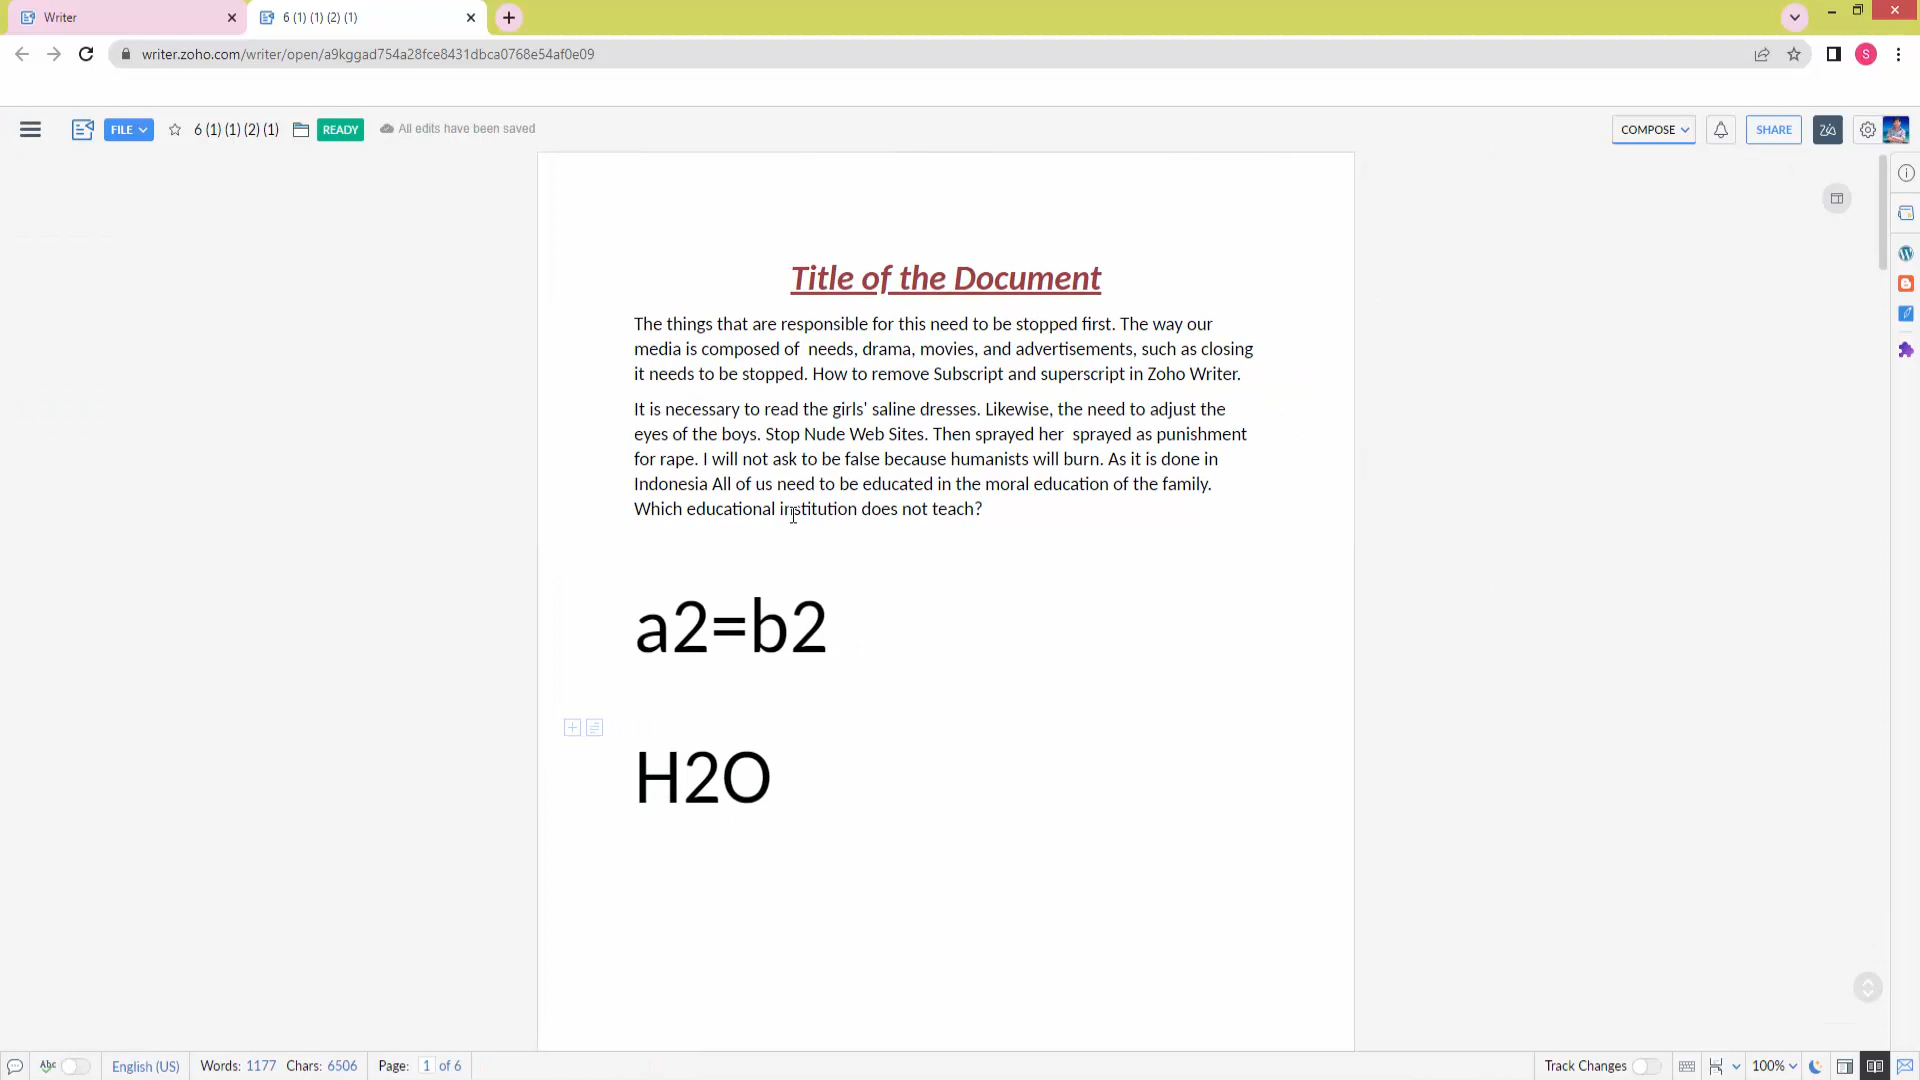 Writer
6 (1) (1) (2) (1)
writer.zoho.com/writer/open/a9kggad754a28fce8431dbca0768e54af0e09
S
FILE
6 (1) (1) (2) (1)
READY
All edits have been saved
COMPOSE
SHARE
Title of the Document
The things that are responsible for this need to be stopped first. The way our
media is composed of  needs, drama, movies, and advertisements, such as closing
it needs to be stopped. How to remove Subscript and superscript in Zoho Writer.
It is necessary to read the girls' saline dresses. Likewise, the need to adjust the
eyes of the boys. Stop Nude Web Sites. Then sprayed her  sprayed as punishment
for rape. I will not ask to be false because humanists will burn. As it is done in
Indonesia All of us need to be educated in the moral education of the family.
Which educational institution does not teach?
a2=b2
H2O
Abc
English (US)
Words: 1177
Chars: 6506
Page: 1 of 6
Track Changes
100%